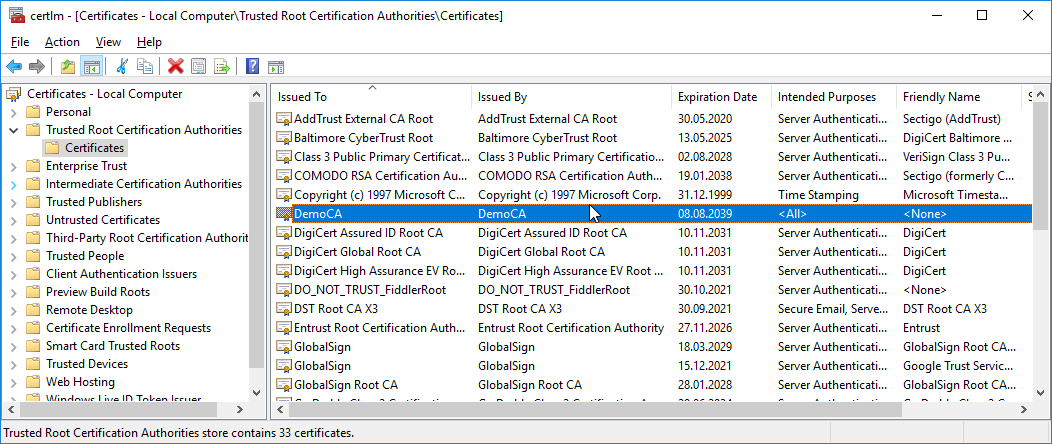 certlm - [Certificates - Local Computer\Trusted Root Certification Authorities\Certificates]
File Action View Help
Certificates - Local Computer
Personal
Trusted Root Certification Authorities
Certificates
Enterprise Trust
Intermediate Certification Authorities
Trusted Publishers
Untrusted Certificates
Third-Party Root Certification Authorit
Trusted People
Client Authentication Issuers
Preview Build Roots
Remote Desktop
Certificate Enrollment Requests
Smart Card Trusted Roots
Trusted Devices
Web Hosting
Windows Live ID Token Issuer
Issued To Issued By Expiration Date Intended Purposes Friendly Name S
AddTrust External CA Root AddTrust External CA Root 30.05.2020 Server Authenticati... Sectigo (AddTrust)
Baltimore CyberTrust Root Baltimore CyberTrust Root 13.05.2025 Server Authenticati... DigiCert Baltimore ...
Class 3 Public Primary Certificat... Class 3 Public Primary Certificatio... 02.08.2028 Server Authenticati... VeriSign Class 3 Pu...
COMODO RSA Certification Au... COMODO RSA Certification Auth... 19.01.2038 Server Authenticati... Sectigo (formerly C...
Copyright (c) 1997 Microsoft C... Copyright (c) 1997 Microsoft Corp. 31.12.1999 Time Stamping Microsoft Timesta...
DemoCA DemoCA 08.08.2039 <All> <None>
DigiCert Assured ID Root CA DigiCert Assured ID Root CA 10.11.2031 Server Authenticati... DigiCert
DigiCert Global Root CA DigiCert Global Root CA 10.11.2031 Server Authenticati... DigiCert
DigiCert High Assurance EV Ro... DigiCert High Assurance EV Root ... 10.11.2031 Server Authenticati... DigiCert
DO_NOT_TRUST_FiddlerRoot DO_NOT_TRUST_FiddlerRoot 30.10.2021 Server Authenticati... <None>
DST Root CA X3 DST Root CA X3 30.09.2021 Secure Email, Serve... DST Root CA X3
Entrust Root Certification Auth... Entrust Root Certification Authority 27.11.2026 Server Authenticati... Entrust
GlobalSign GlobalSign 18.03.2029 Server Authenticati... GlobalSign Root CA...
GlobalSign GlobalSign 15.12.2021 Server Authenticati... Google Trust Servic...
GlobalSign Root CA GlobalSign Root CA 28.01.2028 Server Authenticati... GlobalSign Root CA...
Trusted Root Certification Authorities store contains 33 certificates.